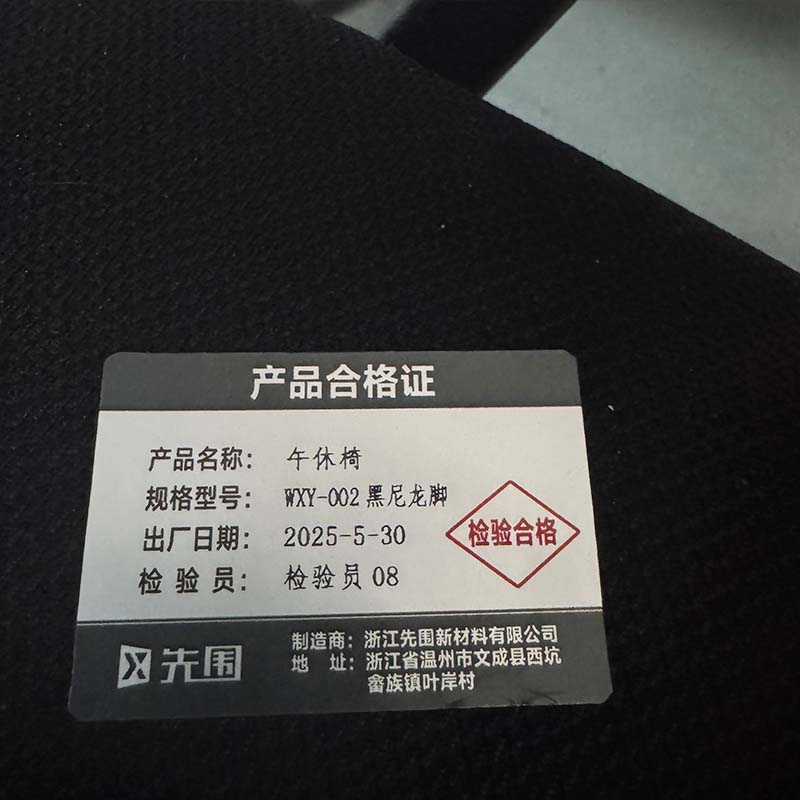 产品合格证
产品名称： 午休椅
规格型号： WXY-002黑尼龙脚
出厂日期： 2025-5-30
检验员： 检验员08
检验合格
先围
制造商：浙江先围新材料有限公司
地址：浙江省温州市文成县西坑
畲族镇叶岸村